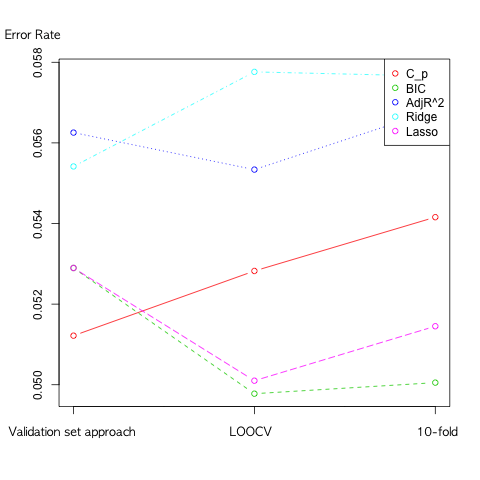 Error Rate
0.058
0.056
0.054
0.052
0.050
C_p
BIC
AdjR^2
Ridge
Lasso
Validation set approach LOOCV 10-fold